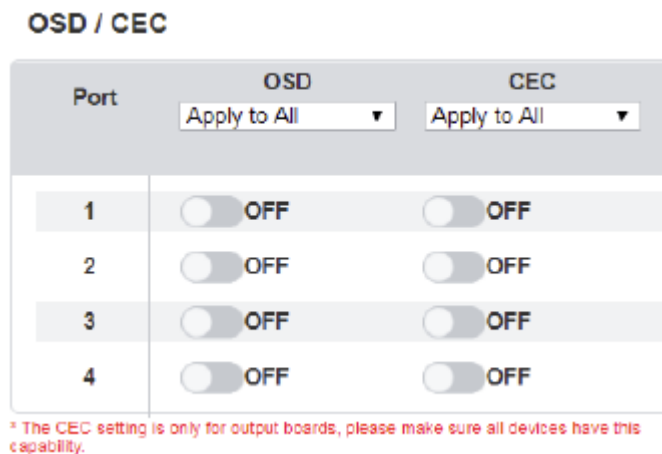 OSD / CEC
Port OSD CEC
Apply to All Apply to All
1 OFF OFF
2 OFF OFF
3 OFF OFF
4 OFF OFF
* The CEC setting is only for output boards, please make sure all devices have this
capability.